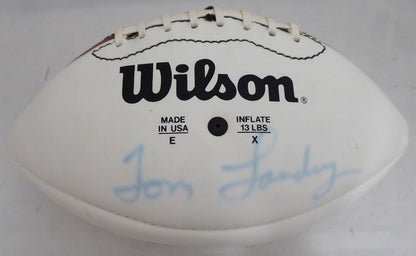 Wilson®
MADE IN USA E
INFLATE 13 LBS X
Tom Landry